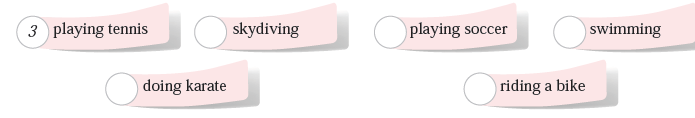 3 playing tennis skydiving playing soccer swimming
doing karate riding a bike